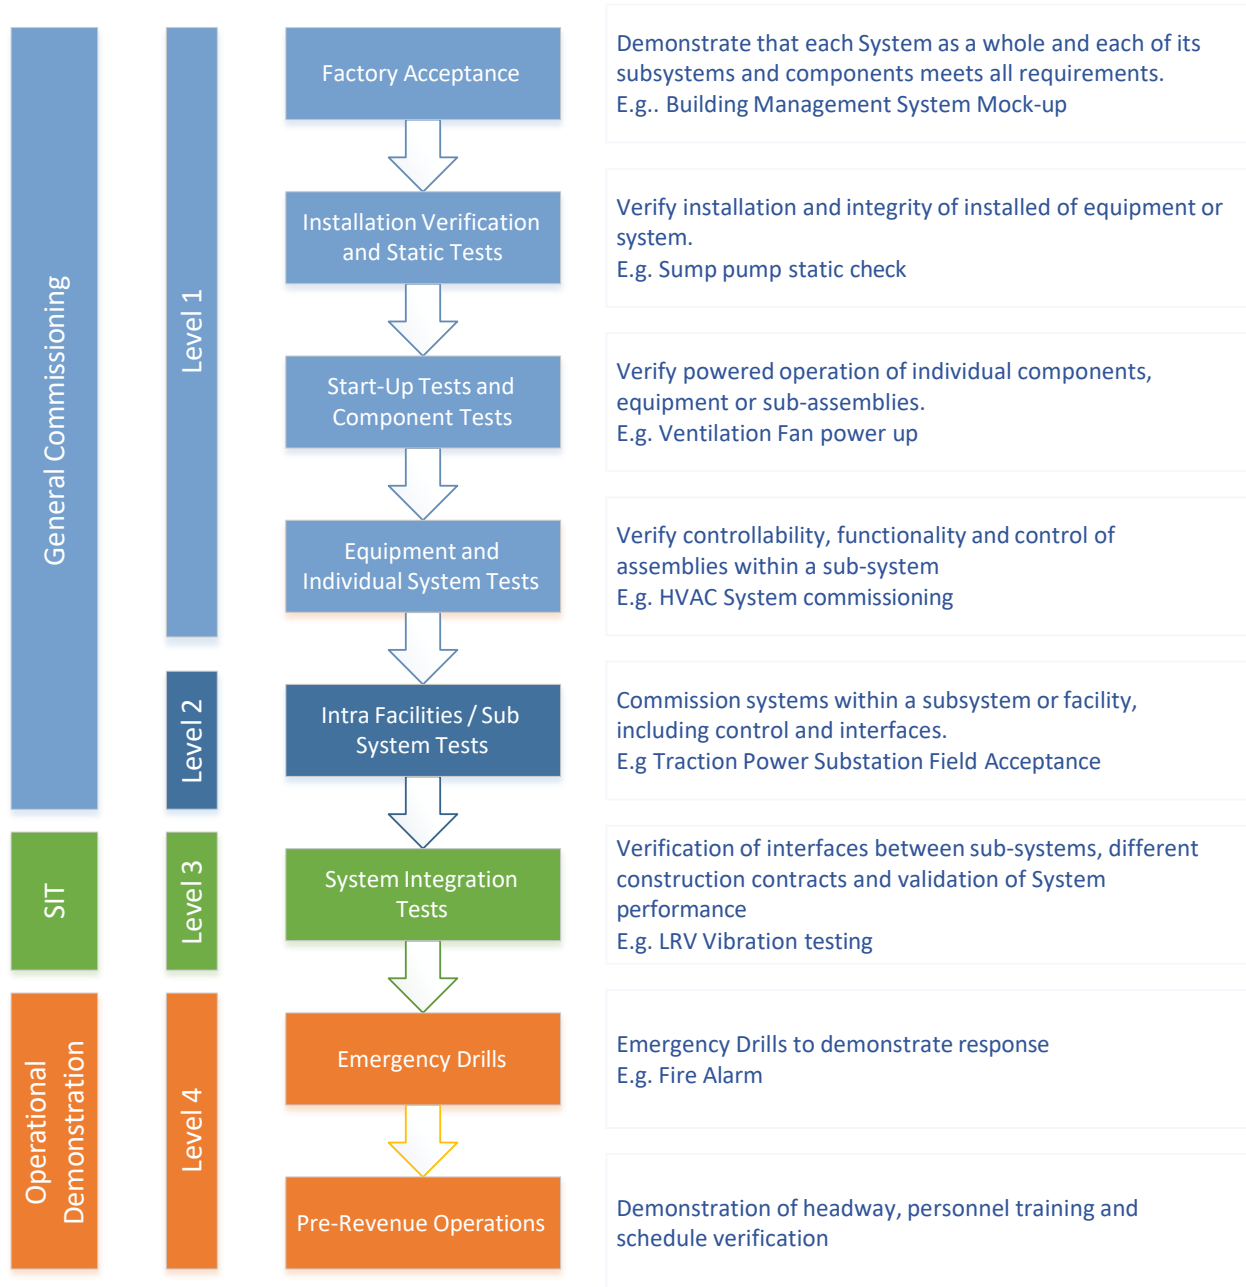 General Commissioning
SIT
Operational
Demonstration
Level 1
Level 2
Level 3
Level 4
Factory Acceptance
Demonstrate that each System as a whole and each of its
subsystems and components meets all requirements.
E.g.. Building Management System Mock-up
Installation Verification
and Static Tests
Verify installation and integrity of installed of equipment or
system.
E.g. Sump pump static check
Start-Up Tests and
Component Tests
Verify powered operation of individual components,
equipment or sub-assemblies.
E.g. Ventilation Fan power up
Equipment and
Individual System Tests
Verify controllability, functionality and control of
assemblies within a sub-system
E.g. HVAC System commissioning
Intra Facilities / Sub
System Tests
Commission systems within a subsystem or facility,
including control and interfaces.
E.g Traction Power Substation Field Acceptance
System Integration
Tests
Verification of interfaces between sub-systems, different
construction contracts and validation of System
performance
E.g. LRV Vibration testing
Emergency Drills
Emergency Drills to demonstrate response
E.g. Fire Alarm
Pre-Revenue Operations
Demonstration of headway, personnel training and
schedule verification